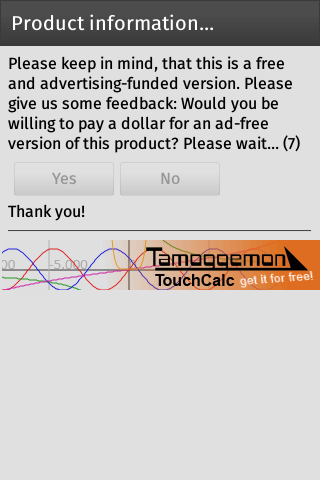 Product information...
Please keep in mind, that this is a free
and advertising-funded version. Please
give us some feedback: Would you be
willing to pay a dollar for an ad-free
version of this product? Please wait... (7)
Yes No
Thank you!
00 -5.000
Tamoggemon
TouchCalc get it for free!